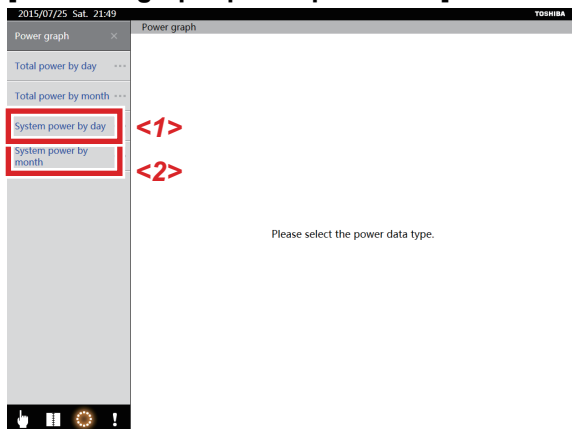 2015/07/25 Sat. 21:49 TOSHIBA
Power graph
Power graph ×
Total power by day ...
Total power by month ...
System power by day
<1>
System power by
month
<2>
Please select the power data type.
!